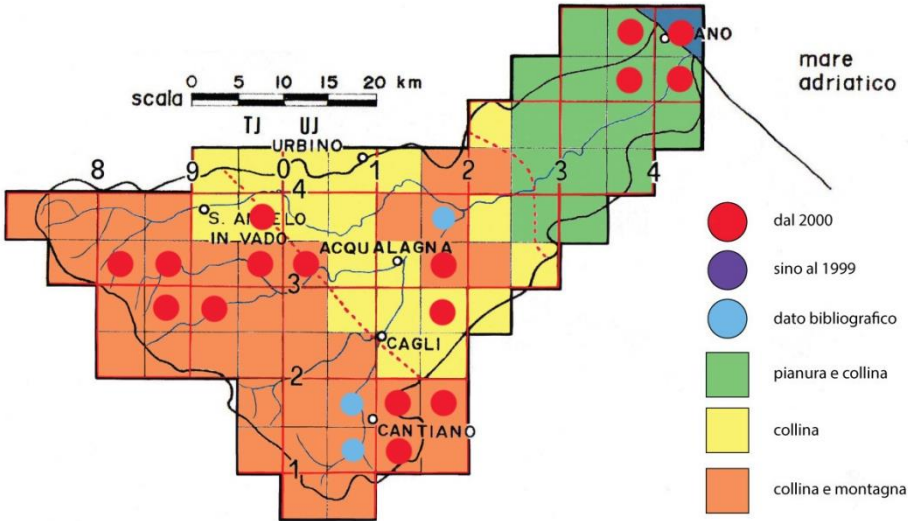 ANO
mare
adriatico
0 5 10 15 20 km
scala
TJ UJ
URBINO
8 9 0 1 2 3 4
4
S. AN ELO
IN VADO
ACQUALAGNA
3
CAGLI
2
CANTIANO
1
dal 2000
sino al 1999
dato bibliografico
pianura e collina
collina
collina e montagna